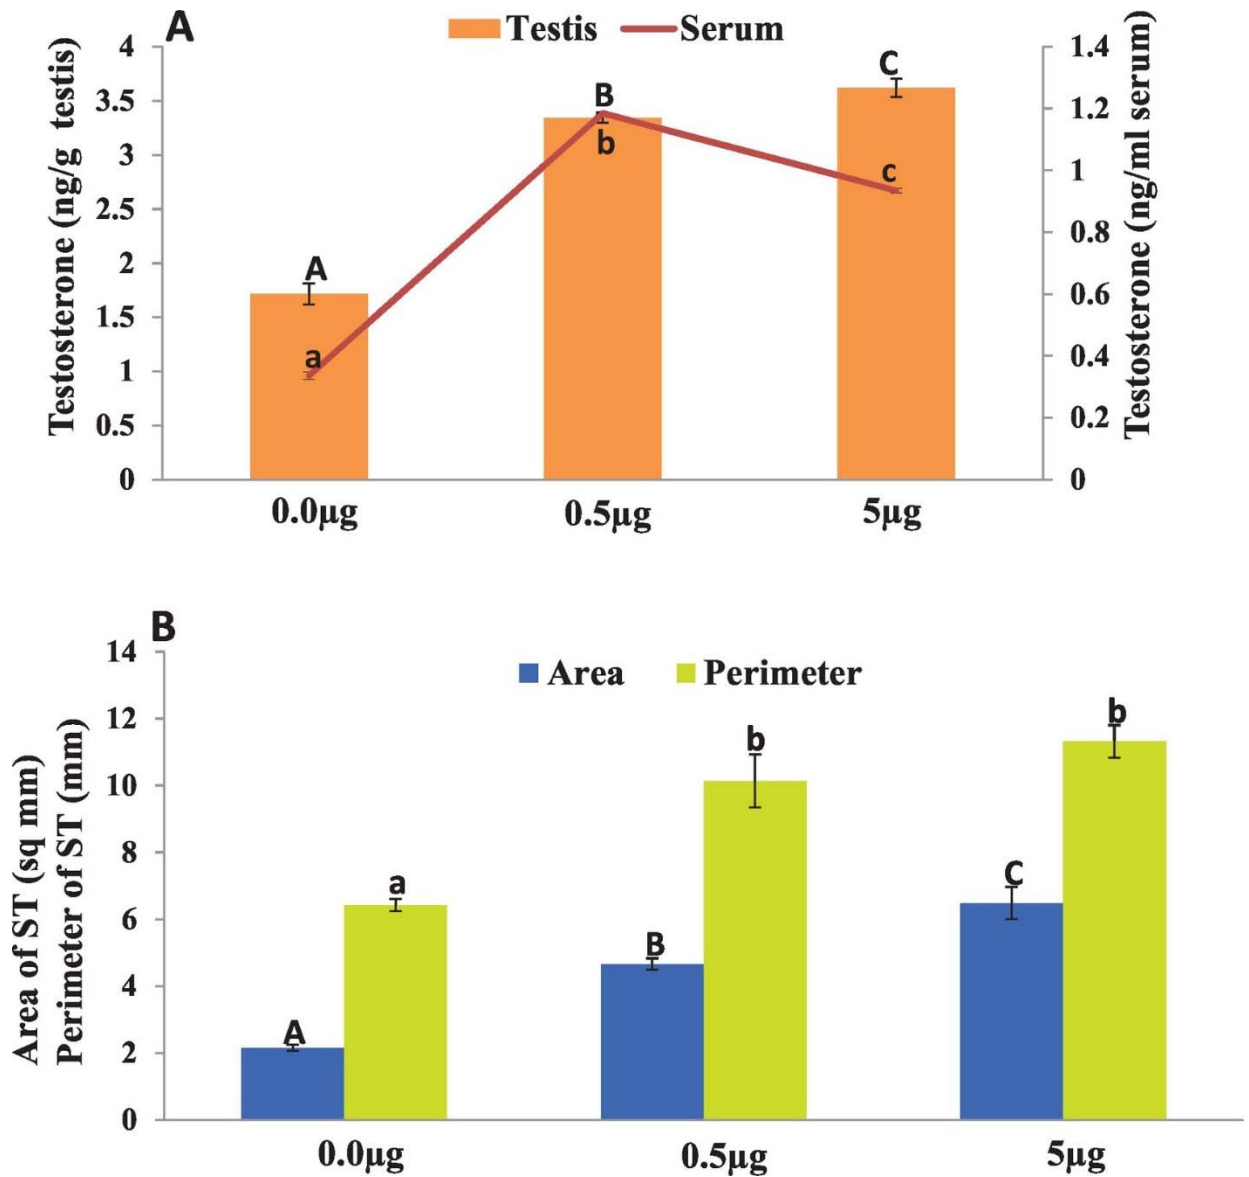 A
Testis
Serum
Testosterone (ng/g testis)
4
3.5
3
2.5
2
1.5
1
0.5
0
Testosterone (ng/ml serum)
1.4
1.2
1
0.8
0.6
0.4
0.2
0
A
a
B
b
C
c
0.0µg
0.5µg
5µg
B
Area
Perimeter
Area of ST (sq mm)
Perimeter of ST (mm)
14
12
10
8
6
4
2
0
A
a
B
b
C
b
0.0µg
0.5µg
5µg